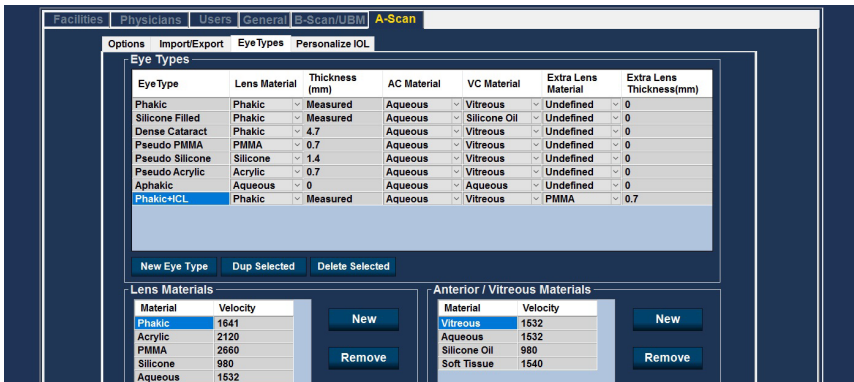 Facilities Physicians Users General B-Scan/UBM A-Scan
Options Import/Export EyeTypes Personalize IOL
Eye Types
EyeType Lens Material Thickness (mm) AC Material VC Material Extra Lens Material Extra Lens Thickness(mm)
Phakic Phakic Measured Aqueous Vitreous Undefined 0
Silicone Filled Phakic Measured Aqueous Silicone Oil Undefined 0
Dense Cataract Phakic 4.7 Aqueous Vitreous Undefined 0
Pseudo PMMA PMMA 0.7 Aqueous Vitreous Undefined 0
Pseudo Silicone Silicone 1.4 Aqueous Vitreous Undefined 0
Pseudo Acrylic Acrylic 0.7 Aqueous Vitreous Undefined 0
Aphakic Aqueous 0 Aqueous Aqueous Undefined 0
Phakic+ICL Phakic Measured Aqueous Vitreous PMMA 0.7
New Eye Type Dup Selected Delete Selected
Lens Materials
Material Velocity
Phakic 1641
Acrylic 2120
PMMA 2660
Silicone 980
Aqueous 1532
New
Remove
Anterior / Vitreous Materials
Material Velocity
Vitreous 1532
Aqueous 1532
Silicone Oil 980
Soft Tissue 1540
New
Remove